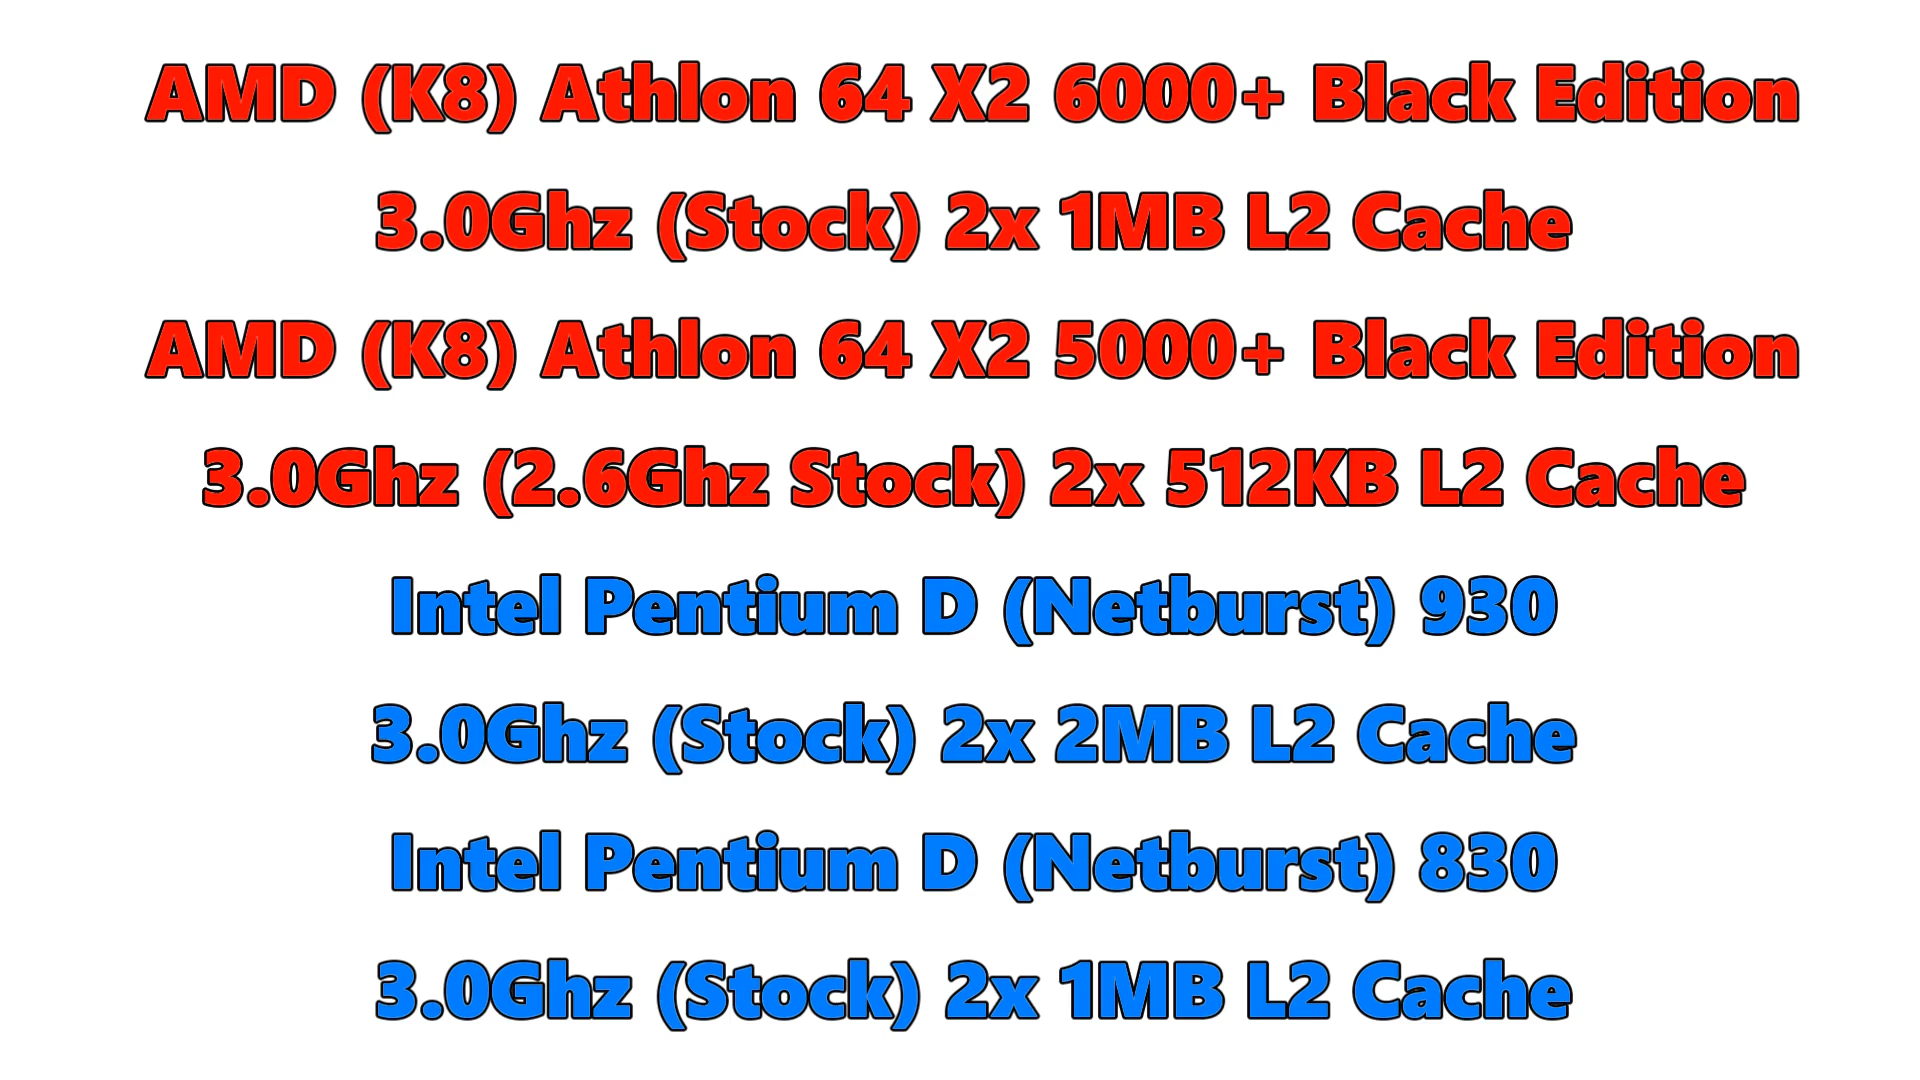 AMD (K8) Athlon 64 X2 6000+ Black Edition
3.0Ghz (Stock) 2x 1MB L2 Cache
AMD (K8) Athlon 64 X2 5000+ Black Edition
3.0Ghz (2.6Ghz Stock) 2x 512KB L2 Cache
Intel Pentium D (Netburst) 930
3.0Ghz (Stock) 2x 2MB L2 Cache
Intel Pentium D (Netburst) 830
3.0Ghz (Stock) 2x 1MB L2 Cache